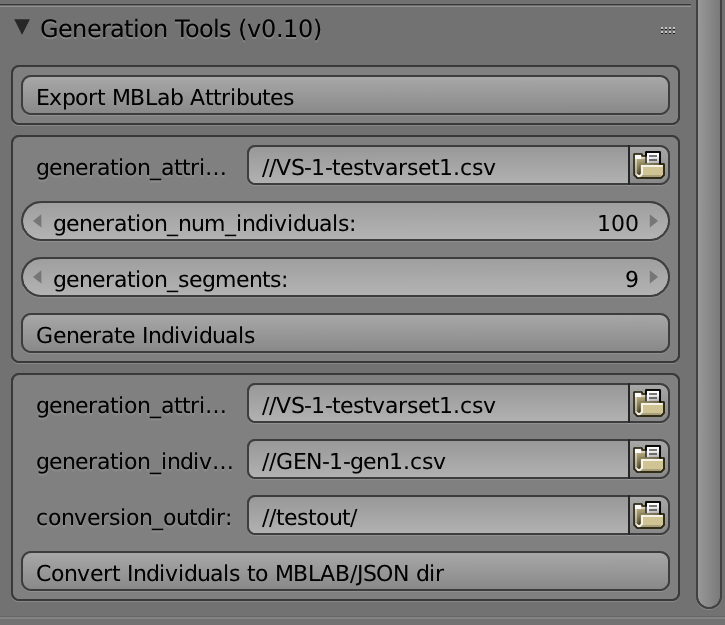 Generation Tools (v0.10)
Export MBLab Attributes
generation_attri... //VS-1-testvarset1.csv
generation_num_individuals: 100
generation_segments: 9
Generate Individuals
generation_attri... //VS-1-testvarset1.csv
generation_indiv... //GEN-1-gen1.csv
conversion_outdir: //testout/
Convert Individuals to MBLAB/JSON dir